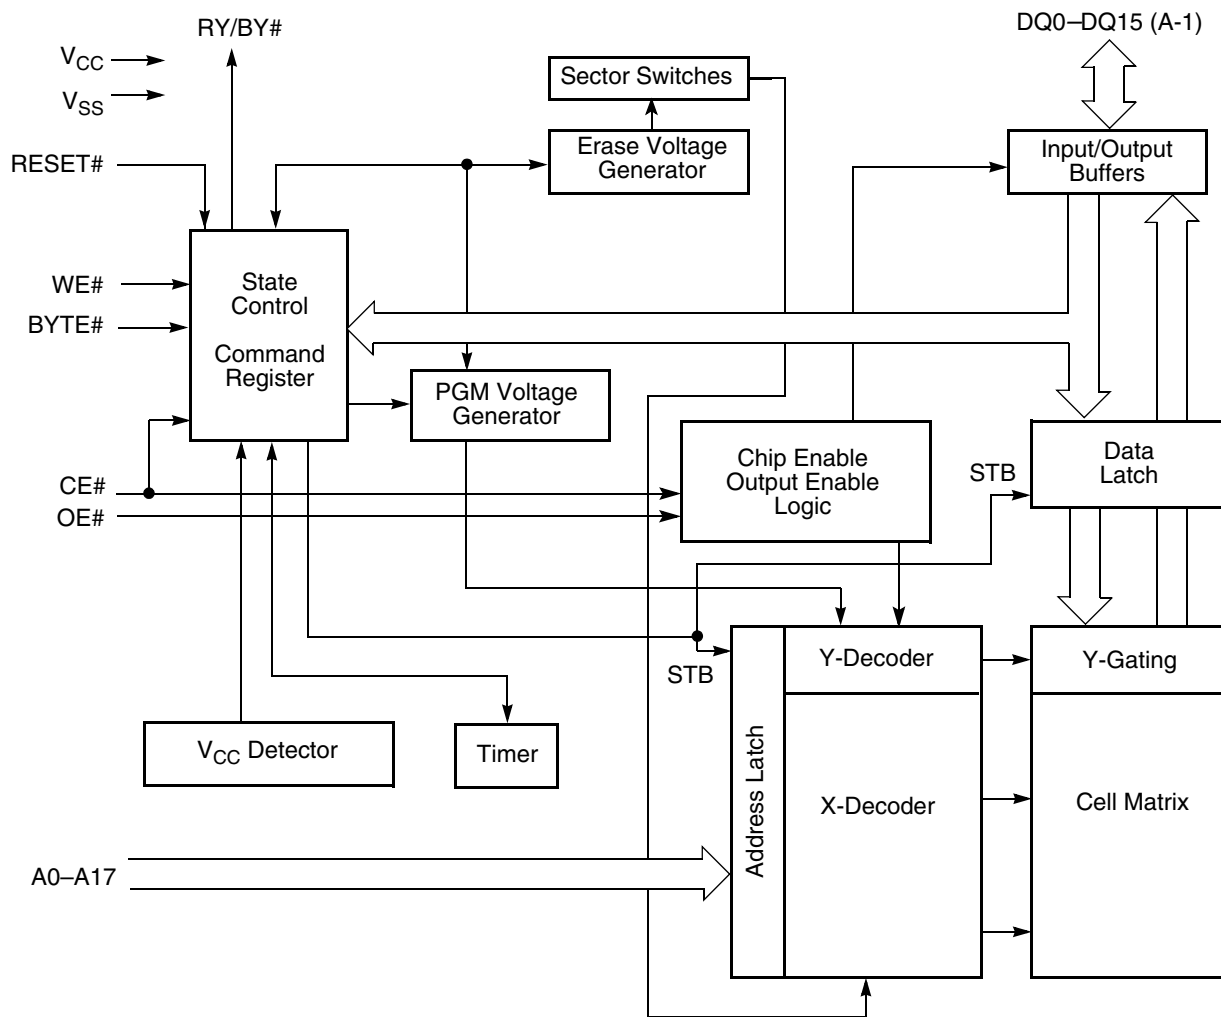 RY/BY#
DQ0–DQ15 (A-1)
VCC
VSS
Sector Switches
RESET#
Erase Voltage
Generator
Input/Output
Buffers
WE#
BYTE#
State
Control
Command
Register
PGM Voltage
Generator
CE#
OE#
Chip Enable
Output Enable
Logic
STB
Data
Latch
STB
Y-Decoder
Y-Gating
VCC Detector
Timer
Address Latch
X-Decoder
Cell Matrix
A0–A17